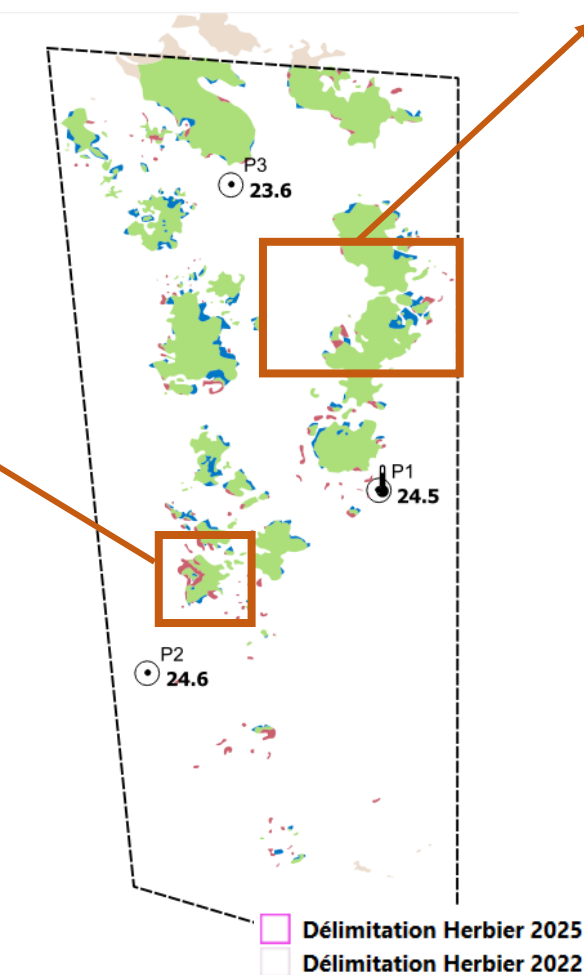 P3
23.6
P1
24.5
P2
24.6
Délimitation Herbier 2025
Délimitation Herbier 2022